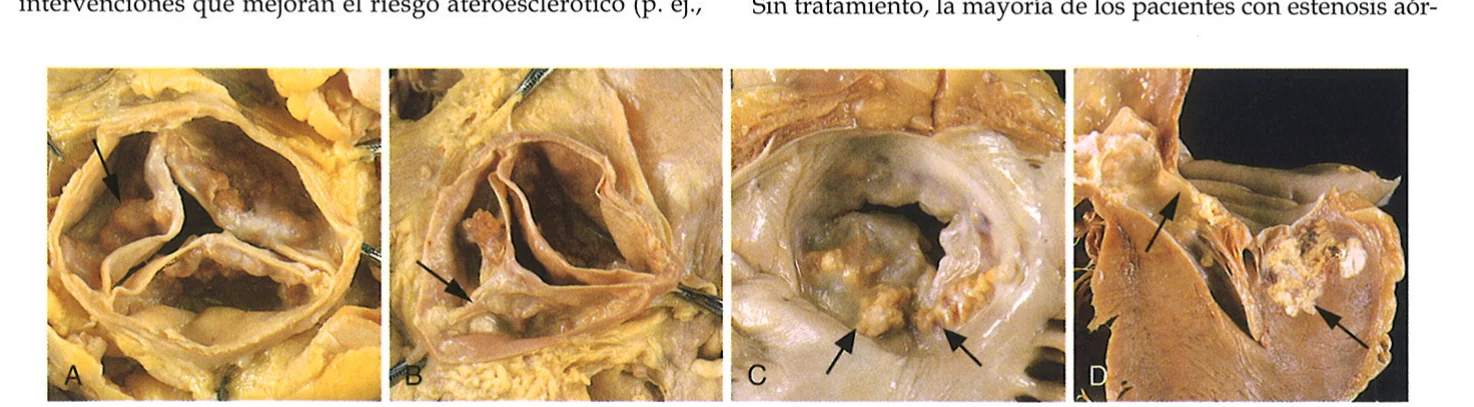 intervenciones que mejoran el riesgo ateroesclerótico (p. ej.,
Sin tratamiento, la mayoría de los pacientes con estenosis aór-
A
B
C
D